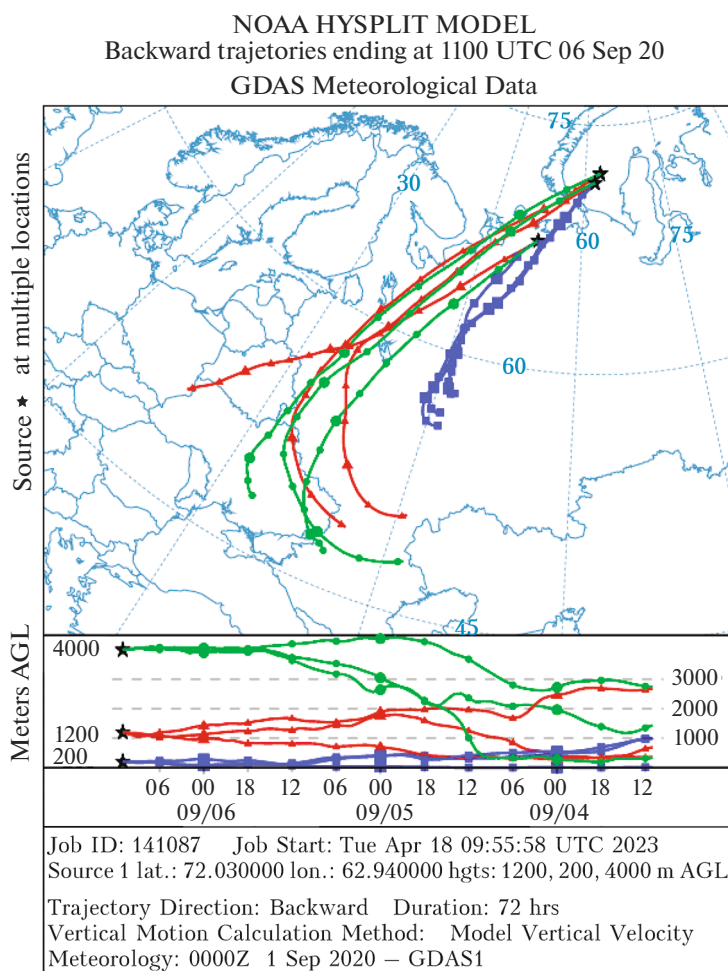 NOAA HYSPLIT MODEL
Backward trajetories ending at 1100 UTC 06 Sep 20
GDAS Meteorological Data
Source ★ at multiple locations
75
30
60
75
60
45
Meters AGL
4000
1200
200
3000
2000
1000
06 00 18 12 06 00 18 12 06 00 18 12
09/06 09/05 09/04
Job ID: 141087 Job Start: Tue Apr 18 09:55:58 UTC 2023
Source 1 lat.: 72.030000 lon.: 62.940000 hgts: 1200, 200, 4000 m AGL
Trajectory Direction: Backward Duration: 72 hrs
Vertical Motion Calculation Method: Model Vertical Velocity
Meteorology: 0000Z 1 Sep 2020 – GDAS1